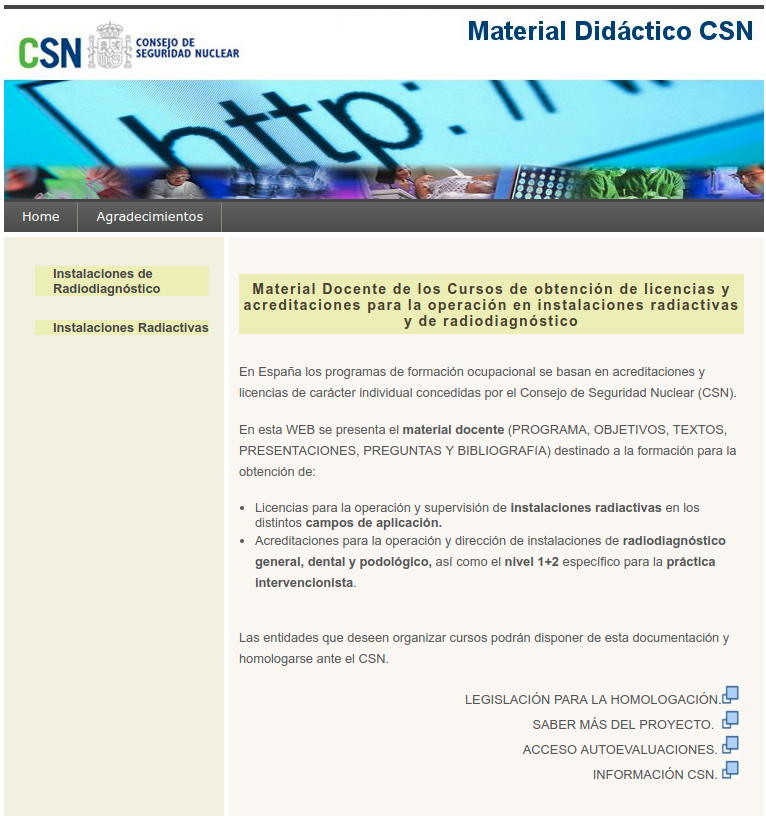 Material Didáctico CSN
CSN
CONSEJO DE
SEGURIDAD NUCLEAR
http://w
Home
Agradecimientos
Instalaciones de
Radiodiagnóstico
Instalaciones Radiactivas
Material Docente de los Cursos de obtención de licencias y
acreditaciones para la operación en instalaciones radiactivas
y de radiodiagnóstico
En España los programas de formación ocupacional se basan en acreditaciones y
licencias de carácter individual concedidas por el Consejo de Seguridad Nuclear (CSN).
En esta WEB se presenta el material docente (PROGRAMA, OBJETIVOS, TEXTOS,
PRESENTACIONES, PREGUNTAS Y BIBLIOGRAFíA) destinado a la formación para la
obtención de:
• Licencias para la operación y supervisión de instalaciones radiactivas en los
distintos campos de aplicación.
• Acreditaciones para la operación y dirección de instalaciones de radiodiagnóstico
general, dental y podológico, así como el nivel 1+2 específico para la práctica
intervencionista.
Las entidades que deseen organizar cursos podrán disponer de esta documentación y
homologarse ante el CSN.
LEGISLACIÓN PARA LA HOMOLOGACIÓN.
SABER MÁS DEL PROYECTO.
ACCESO AUTOEVALUACIONES.
INFORMACIÓN CSN.